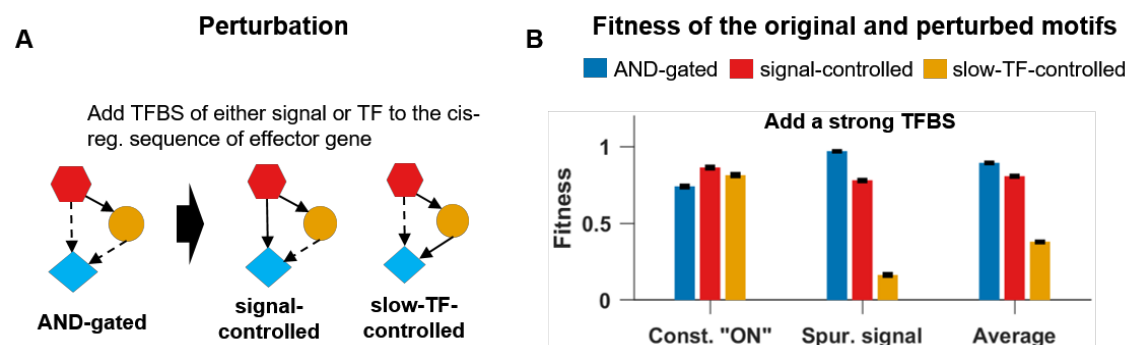 A
Perturbation
Add TFBS of either signal or TF to the cis-
reg. sequence of effector gene
AND-gated
signal-
controlled
slow-TF-
controlled
B
Fitness of the original and perturbed motifs
AND-gated signal-controlled slow-TF-controlled
Add a strong TFBS
Fitness
1
0.5
0
Const. "ON" Spur. signal Average